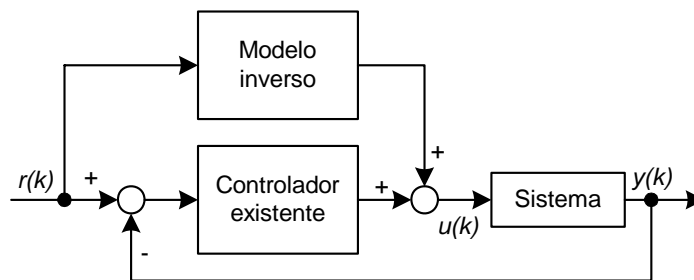 Modelo
inverso
r(k)
+
-
Controlador
existente
+
+
u(k)
Sistema
y(k)